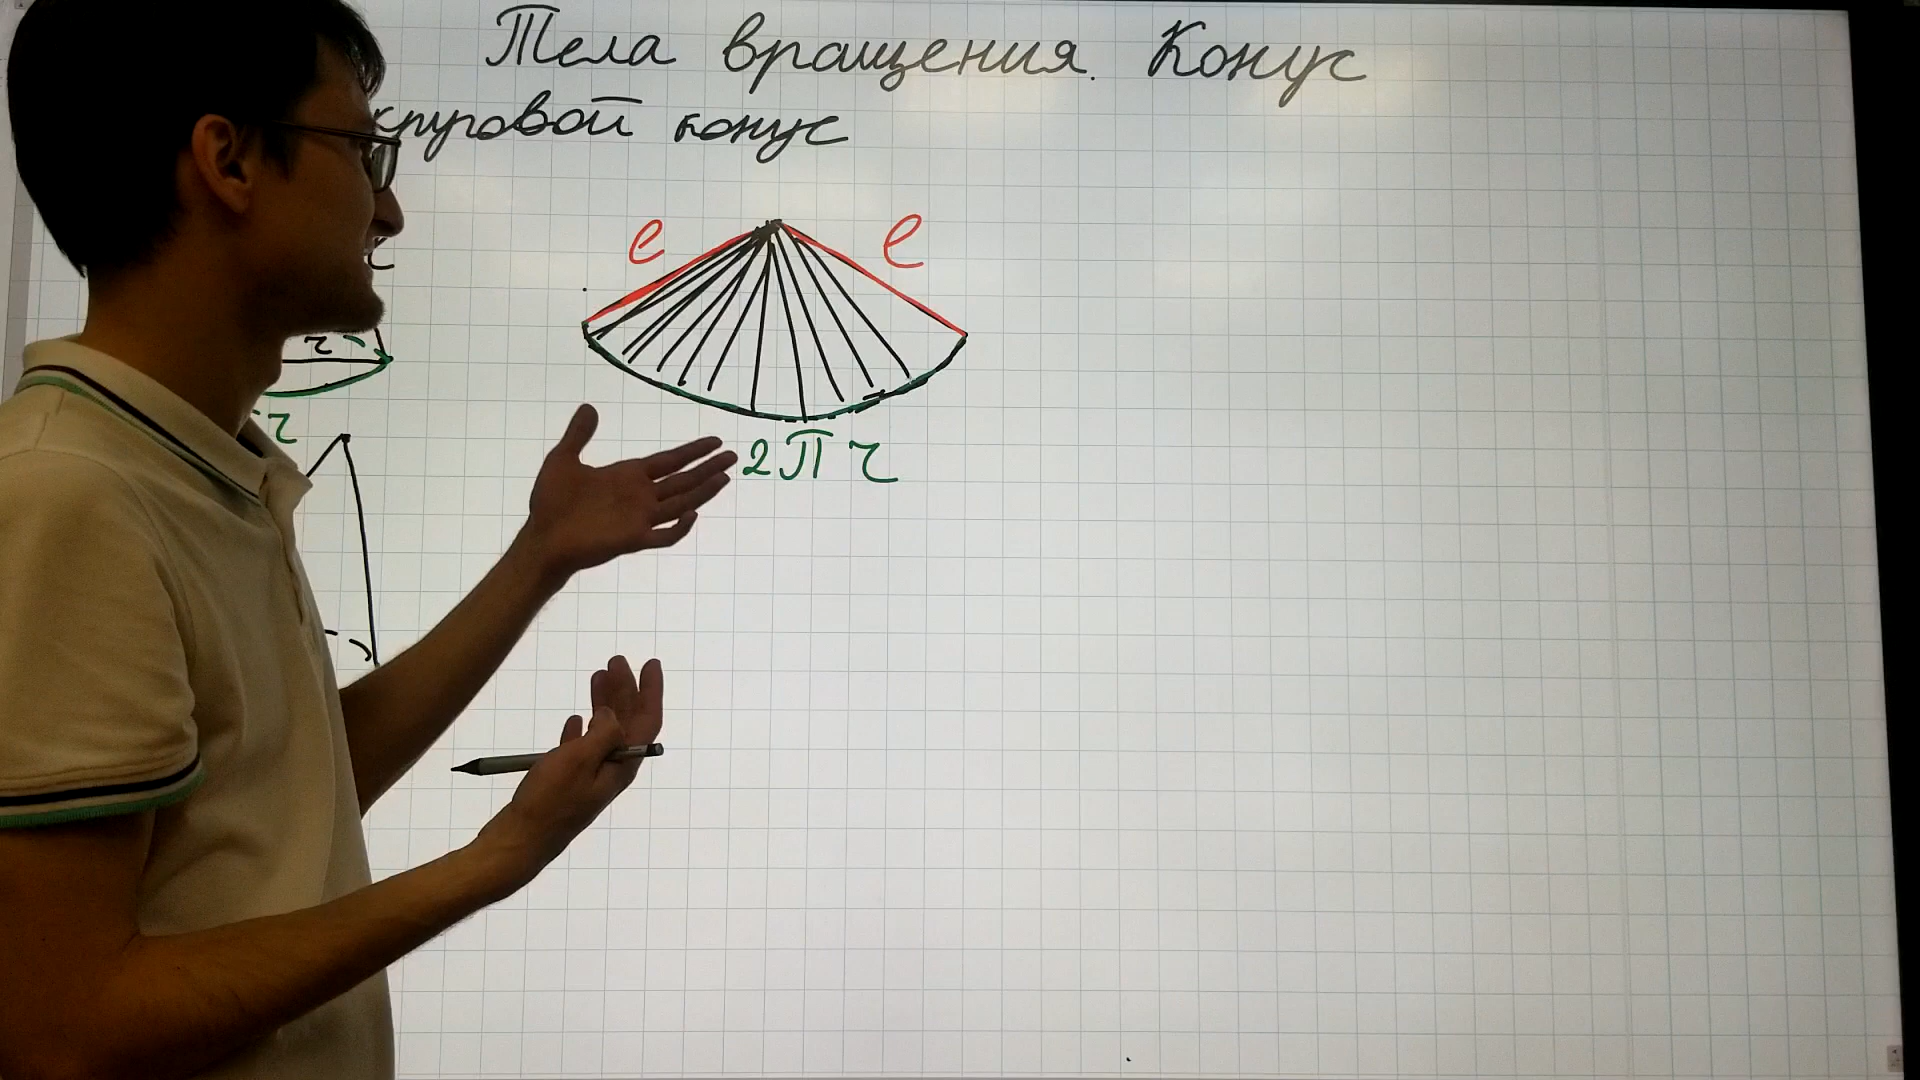 Тела вращения. Конус
круговой конус
l l
r
r
2πr